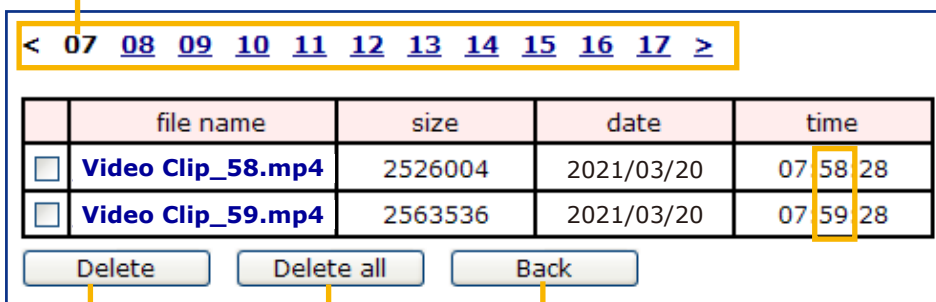 < 07 08 09 10 11 12 13 14 15 16 17 >
file name size date time
Video Clip_58.mp4 2526004 2021/03/20 07:58:28
Video Clip_59.mp4 2563536 2021/03/20 07:59:28
Delete Delete all Back